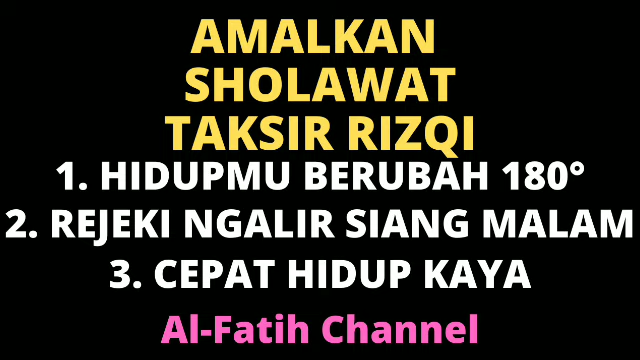 AMALKAN
SHOLAWAT
TAKSIR RIZQI
1. HIDUPMU BERUBAH 180°
2. REJEKI NGALIR SIANG MALAM
3. CEPAT HIDUP KAYA
Al-Fatih Channel